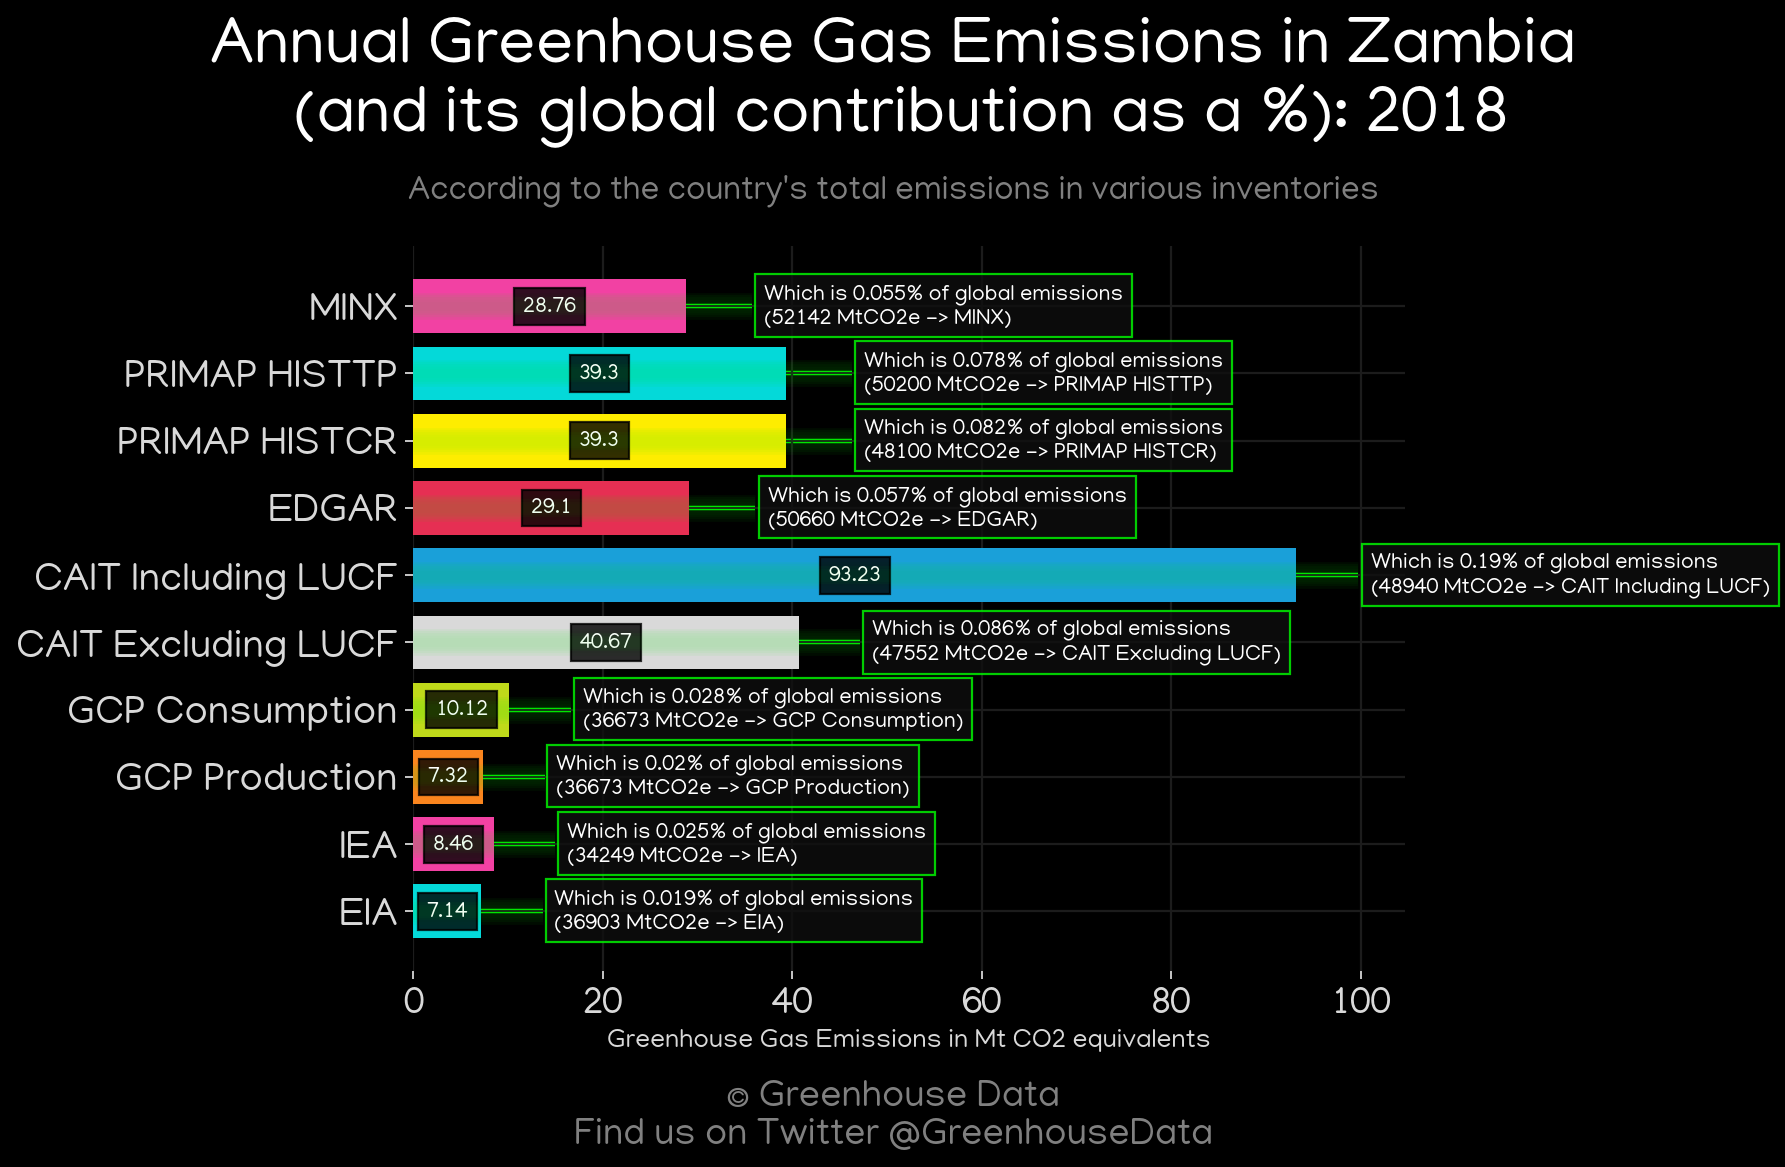 Annual Greenhouse Gas Emissions in Zambia
(and its global contribution as a %): 2018
According to the country's total emissions in various inventories
MINX
28.76
Which is 0.055% of global emissions
(52142 MtCO2e -> MINX)
PRIMAP HISTTP
39.3
Which is 0.078% of global emissions
(50200 MtCO2e -> PRIMAP HISTTP)
PRIMAP HISTCR
39.3
Which is 0.082% of global emissions
(48100 MtCO2e -> PRIMAP HISTCR)
EDGAR
29.1
Which is 0.057% of global emissions
(50660 MtCO2e -> EDGAR)
CAIT Including LUCF
93.23
Which is 0.19% of global emissions
(48940 MtCO2e -> CAIT Including LUCF)
CAIT Excluding LUCF
40.67
Which is 0.086% of global emissions
(47552 MtCO2e -> CAIT Excluding LUCF)
GCP Consumption
10.12
Which is 0.028% of global emissions
(36673 MtCO2e -> GCP Consumption)
GCP Production
7.32
Which is 0.02% of global emissions
(36673 MtCO2e -> GCP Production)
IEA
8.46
Which is 0.025% of global emissions
(34249 MtCO2e -> IEA)
EIA
7.14
Which is 0.019% of global emissions
(36903 MtCO2e -> EIA)
0 20 40 60 80 100
Greenhouse Gas Emissions in Mt CO2 equivalents
© Greenhouse Data
Find us on Twitter @GreenhouseData